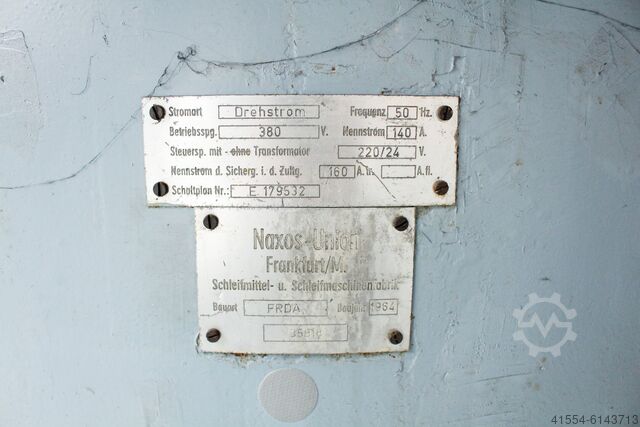 Stromart Drehstrom Frequenz 50 Hz.
Betriebsspg. 380 V. Nennstrom 140 A.
Steuersp. mit - ohne Transformator 220/24 V.
Nennstrom d. Sicherg. i. d. Zultg. 160 A.tr. A.fl.
Schaltplan Nr.: E 179532
Naxos-Union
Frankfurt/M.
Schleifmittel- u. Schleifmaschinenfabrik
Bauart FRDA Baujahr 1964
41554-6143713